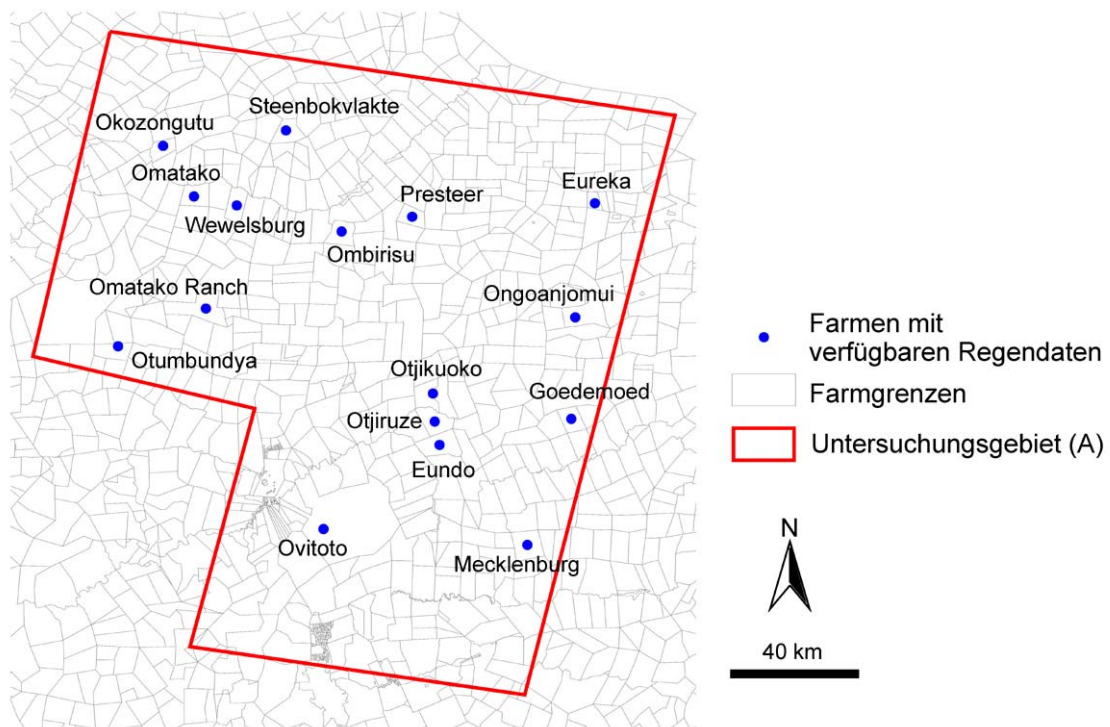 Steenbokvlakte
Okozongutu
Omatako
Eureka
Presteer
Wewelsburg
Ombirisu
Omatako Ranch
Ongoanjomui
Otumbundya
Otjikuoko
Goedemoed
Otjiruze
Eundo
Ovitoto
Mecklenburg
Farmen mit
verfügbaren Regendaten
Farmgrenzen
Untersuchungsgebiet (A)
N
40 km